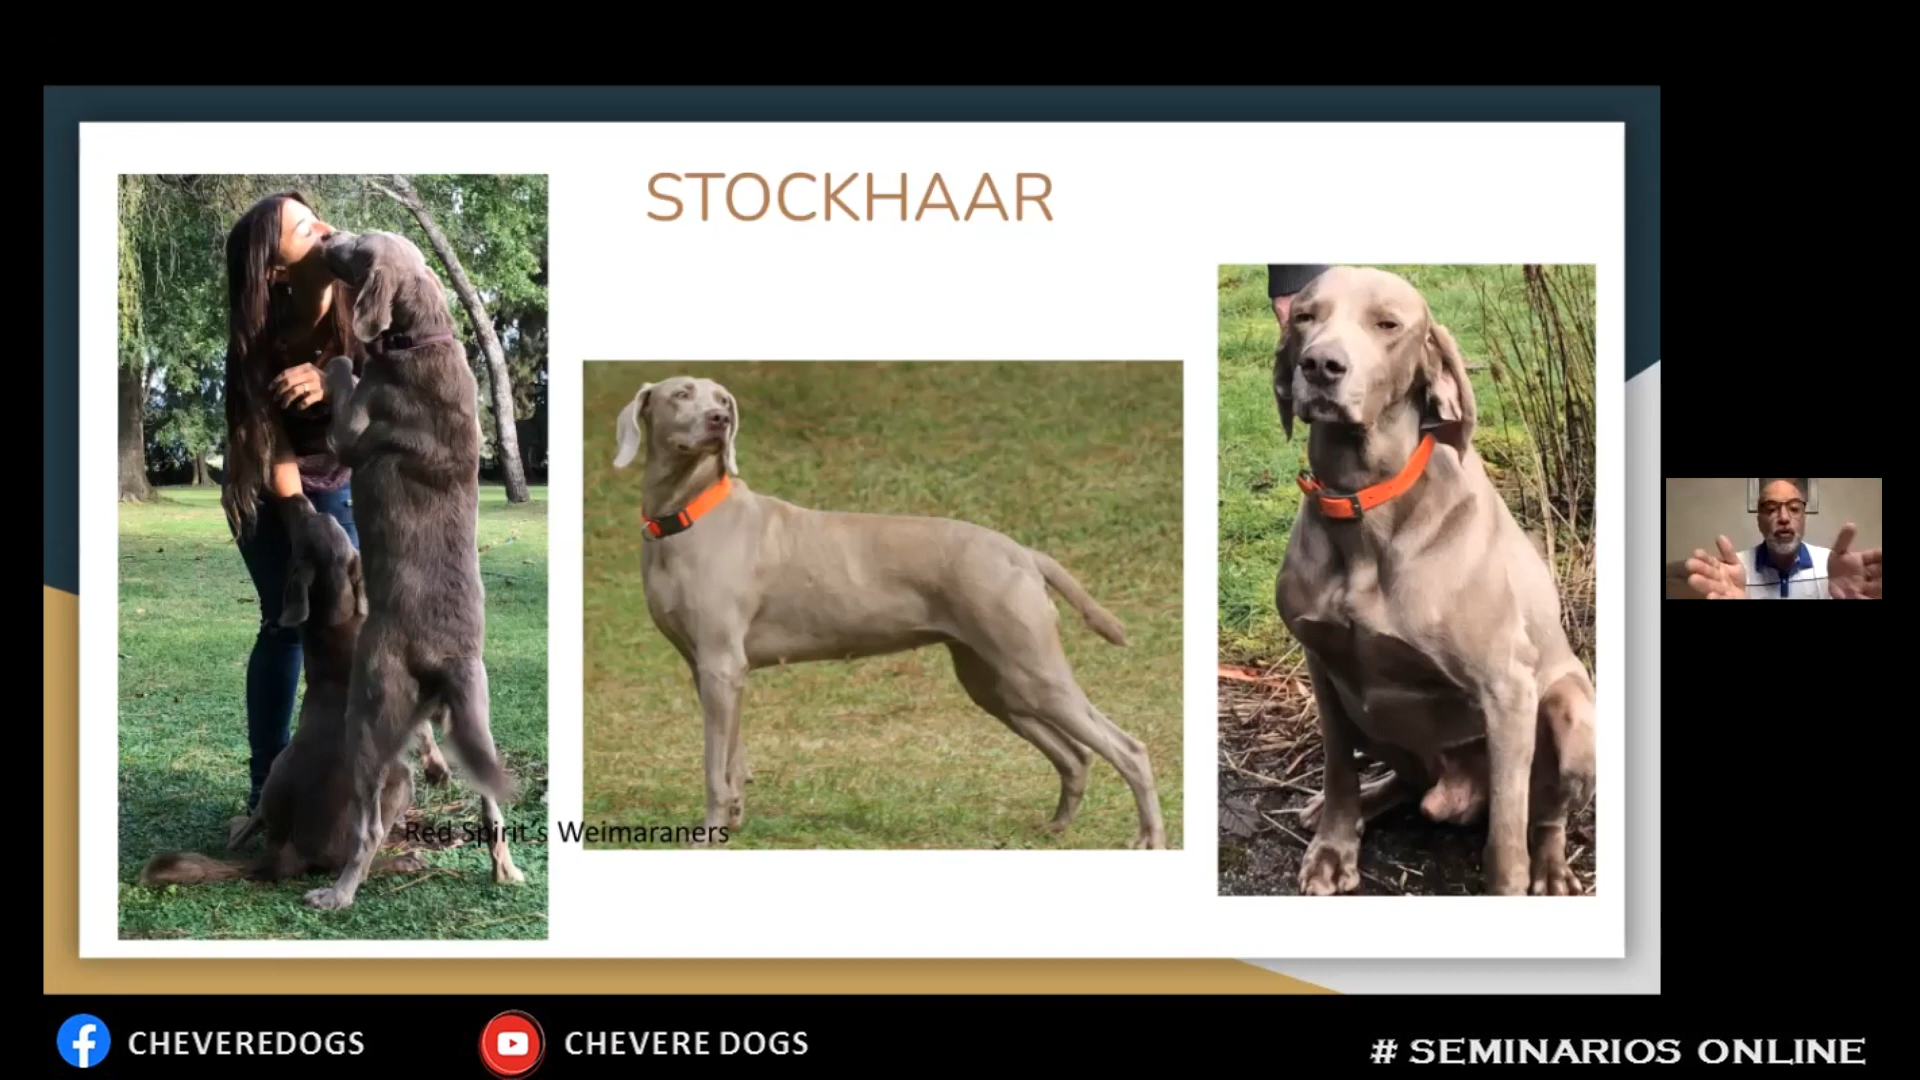 STOCKHAAR
Red Spirit's Weimaraners
CHEVEREDOGS
CHEVERE DOGS
# SEMINARIOS ONLINE